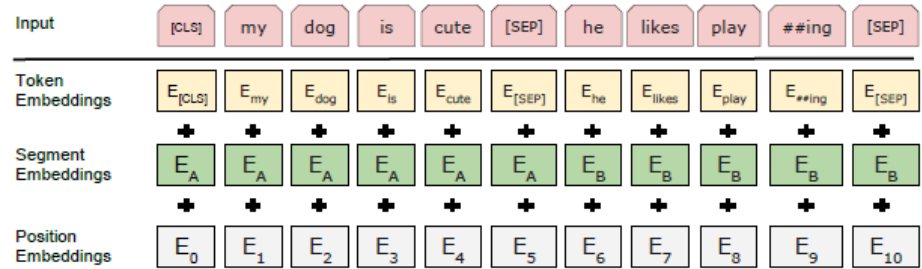 Input [CLS] my dog is cute [SEP] he likes play ##ing [SEP]
Token
Embeddings E[CLS] Emy Edog Eis Ecute E[SEP] Ehe Elikes Eplay E##ing E[SEP]
+ + + + + + + + + + +
Segment
Embeddings EA EA EA EA EA EA EB EB EB EB EB
+ + + + + + + + + + +
Position
Embeddings E0 E1 E2 E3 E4 E5 E6 E7 E8 E9 E10